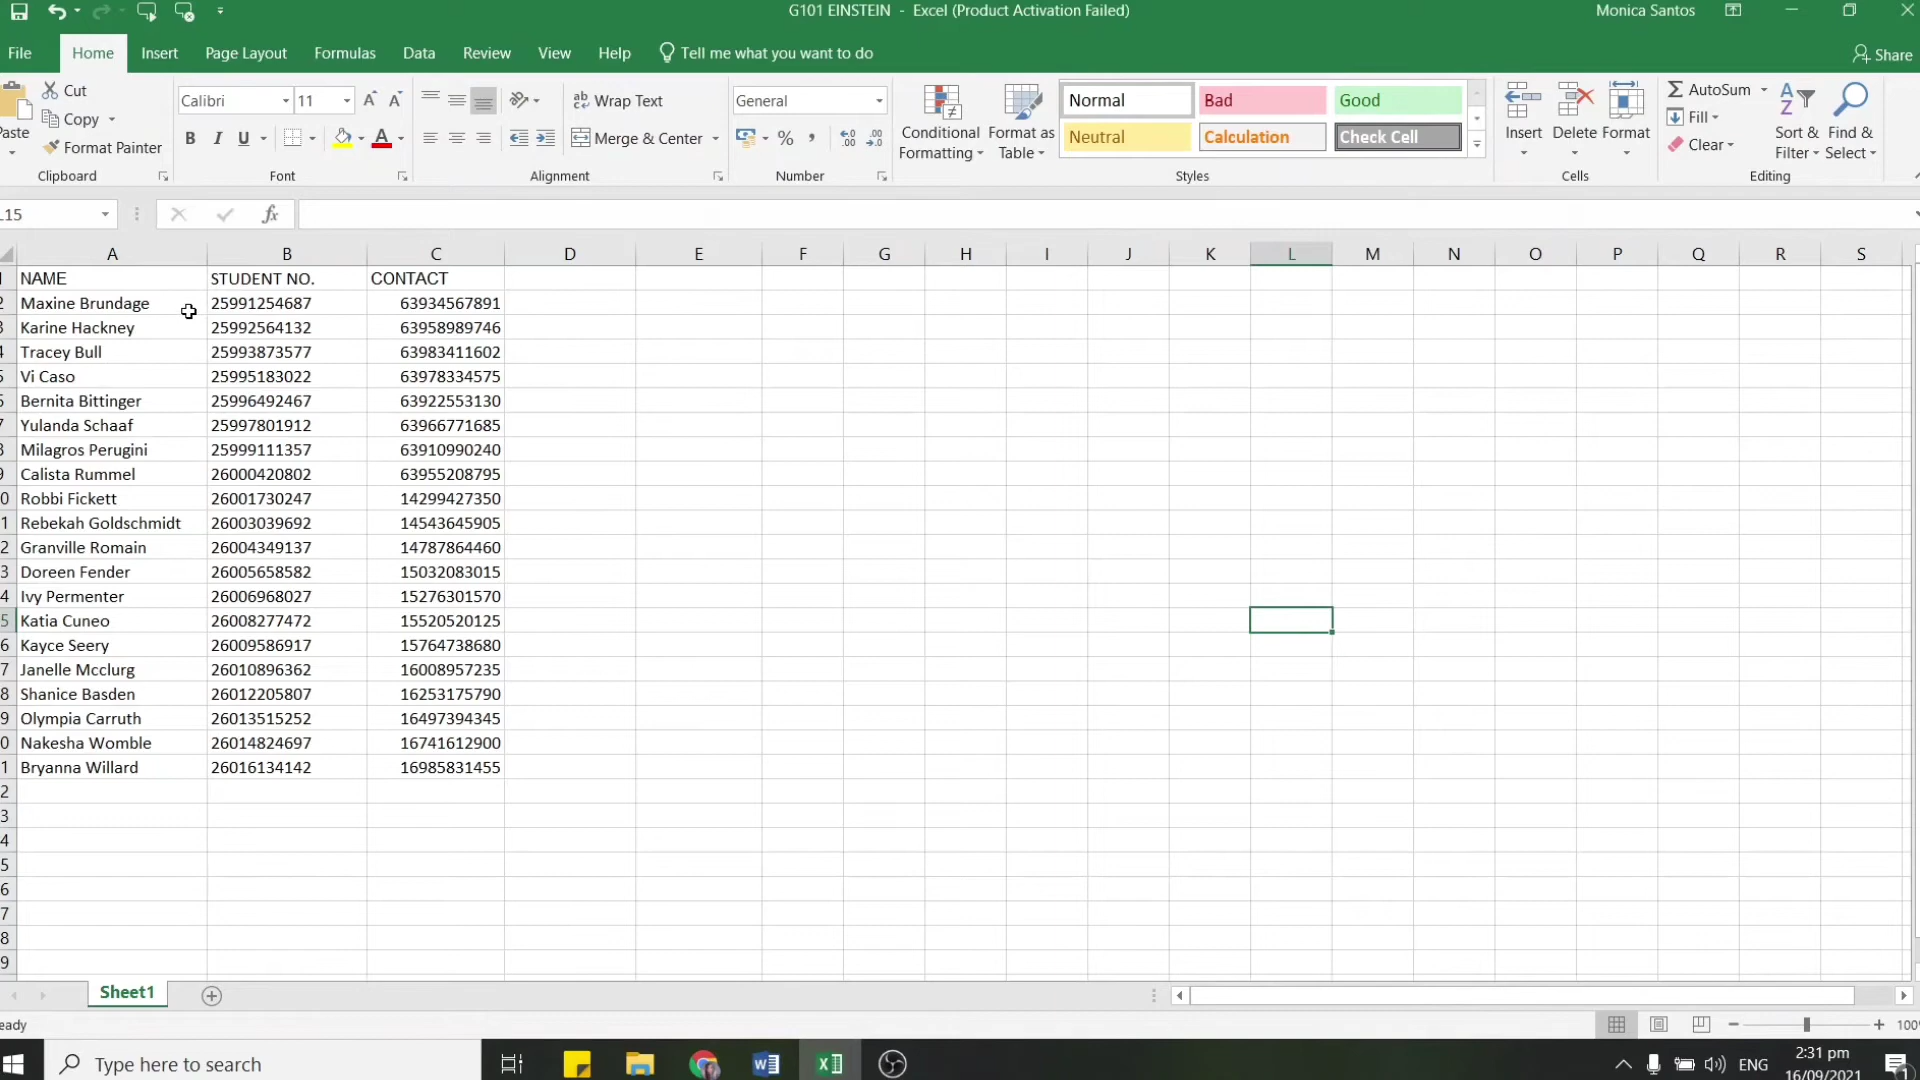 G101 EINSTEIN - Excel (Product Activation Failed)
Monica Santos
File Home Insert Page Layout Formulas Data Review View Help Tell me what you want to do
Share
Cut
Copy
Format Painter
Paste
Clipboard
Calibri 11
B I U
Font
Wrap Text
Merge & Center
Alignment
General
Number
Conditional Formatting
Format as Table
Normal Bad Good
Neutral Calculation Check Cell
Styles
Insert Delete Format
Cells
AutoSum
Fill
Clear
Sort & Filter
Find & Select
Editing
L15
fx
A B C D E F G H I J K L M N O P Q R S
NAME STUDENT NO. CONTACT
Maxine Brundage 25991254687 63934567891
Karine Hackney 25992564132 63958989746
Tracey Bull 25993873577 63983411602
Vi Caso 25995183022 63978334575
Bernita Bittinger 25996492467 63922553130
Yulanda Schaaf 25997801912 63966771685
Milagros Perugini 25999111357 63910990240
Calista Rummel 26000420802 63955208795
Robbi Fickett 26001730247 14299427350
Rebekah Goldschmidt 26003039692 14543645905
Granville Romain 26004349137 14787864460
Doreen Fender 26005658582 15032083015
Ivy Permenter 26006968027 15276301570
Katia Cuneo 26008277472 15520520125
Kayce Seery 26009586917 15764738680
Janelle Mcclurg 26010896362 16008957235
Shanice Basden 26012205807 16253175790
Olympia Carruth 26013515252 16497394345
Nakesha Womble 26014824697 16741612900
Bryanna Willard 26016134142 16985831455
Sheet1
eady
100%
Type here to search
ENG
2:31 pm
16/09/2021